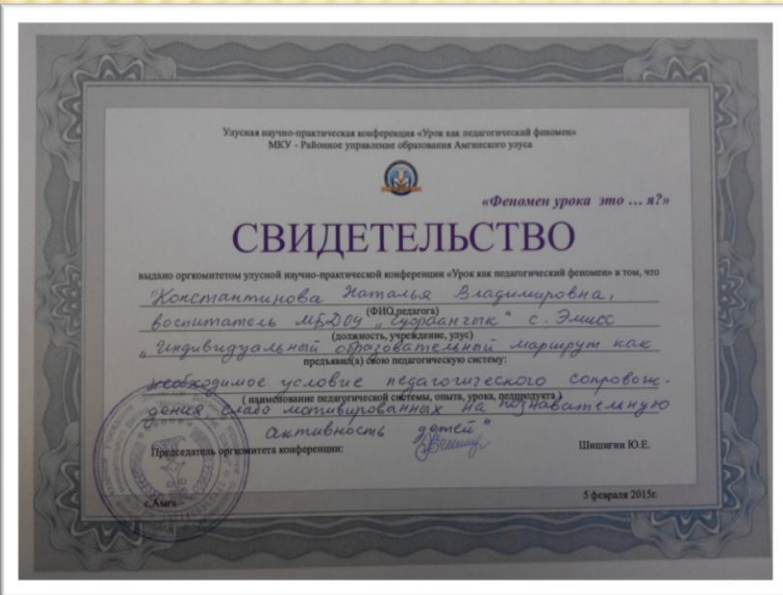 Улусная научно-практическая конференция «Урок как педагогический феномен»
МКУ - Районное управление образования Амгинского улуса
«Феномен урока это ... я?»
СВИДЕТЕЛЬСТВО
выдано оргкомитетом улусной научно-практической конференции «Урок как педагогический феномен» в том, что
Константинова Наталья Владимировна,
(ФИО педагога)
воспитатель МБДОУ с. Эмисс
(должность, учреждение, улус)
"Индивидуальный образовательный маршрут как
предъявил(а) свою педагогическую систему:
необходимое условие педагогического сопровож-
( наименование педагогической системы, опыта, урока, педпродукта )
дения слабо мотивированных на познавательную
активность детей"
Председатель оргкомитета конференции:
Шишигин Ю.Е.
с.Амга
5 февраля 2015г.